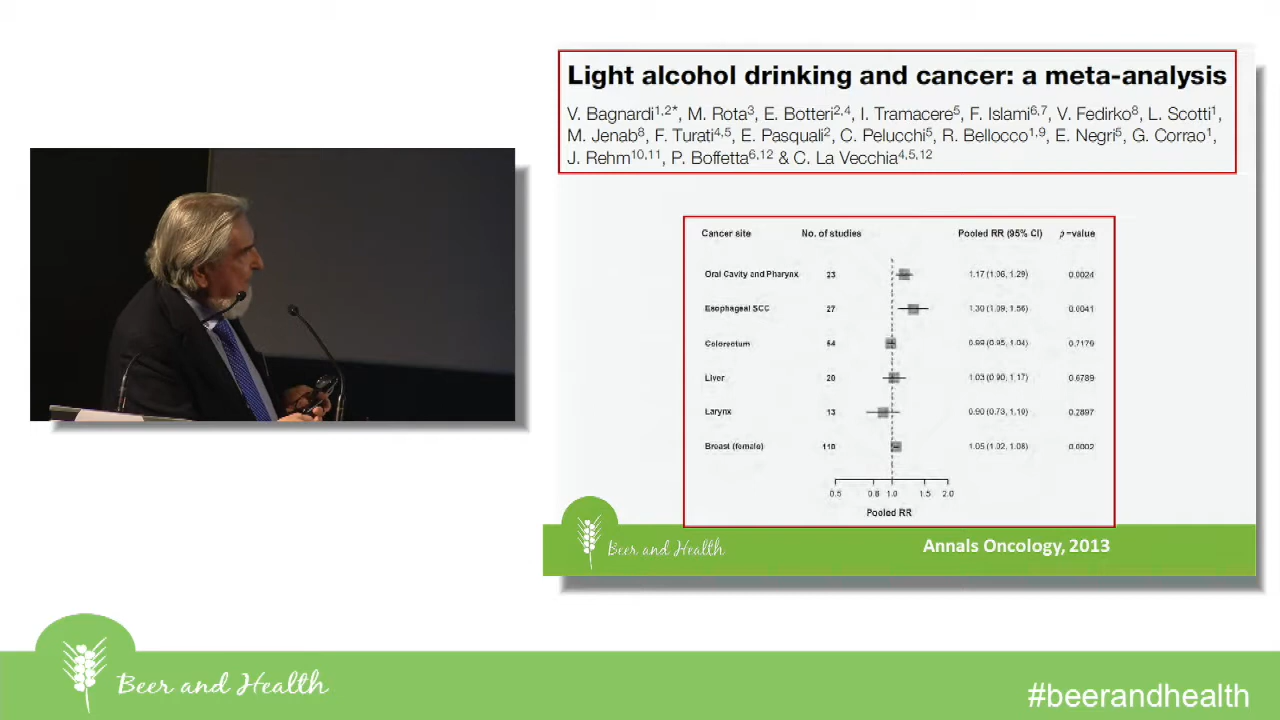 Light alcohol drinking and cancer: a meta-analysis
V. Bagnardi1,2*, M. Rota3, E. Botteri2,4, I. Tramacere5, F. Islami6,7, V. Fedirko8, L. Scotti1,
M. Jenab8, F. Turati4,5, E. Pasquali2, C. Pelucchi5, R. Bellocco1,9, E. Negri5, G. Corrao1,
J. Rehm10,11, P. Boffetta6,12 & C. La Vecchia4,5,12
Cancer site No. of studies Pooled RR (95% CI) p=value
Oral Cavity and Pharynx 23 1.17 (1.06, 1.29) 0.0024
Esophageal SCC 27 1.30 (1.09, 1.56) 0.0041
Colorectum 54 0.99 (0.95, 1.04) 0.7179
Liver 20 1.03 (0.90, 1.17) 0.6789
Larynx 13 0.90 (0.73, 1.10) 0.2897
Breast (female) 110 1.05 (1.02, 1.08) 0.0002
0.5 0.8 1.0 1.5 2.0
Pooled RR
Beer and Health
Annals Oncology, 2013
Beer and Health
#beerandhealth